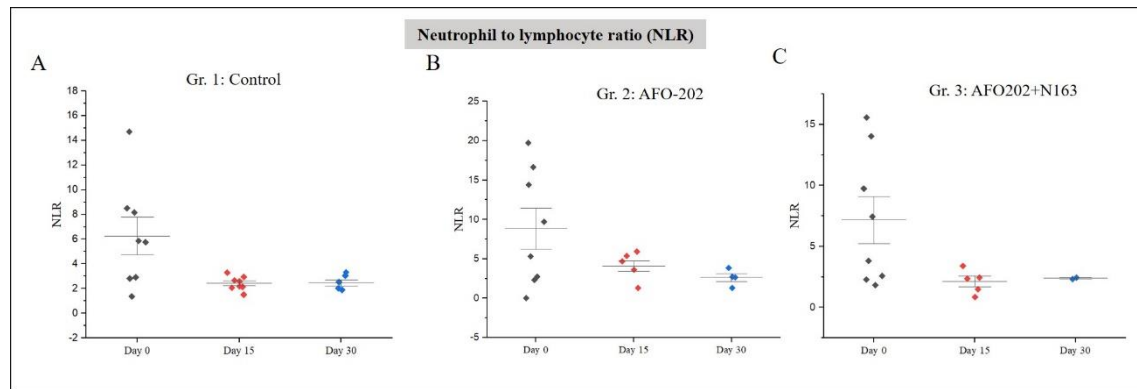 Neutrophil to lymphocyte ratio (NLR)
A
Gr. 1: Control
18
16
14
12
10
8
6
4
2
0
-2
NLR
Day 0
Day 15
Day 30
B
Gr. 2: AFO-202
25
20
15
10
5
0
-5
NLR
Day 0
Day 15
Day 30
C
Gr. 3: AFO202+N163
15
10
5
0
NLR
Day 0
Day 15
Day 30